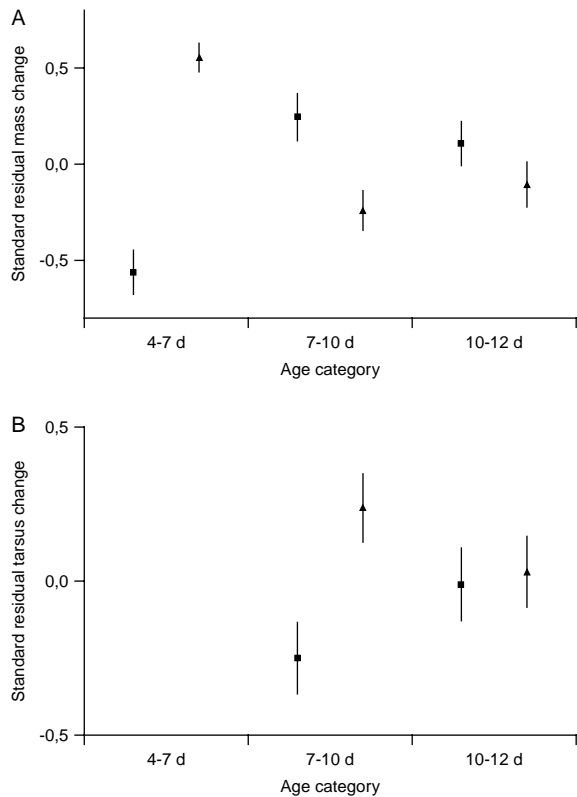 A
Standard residual mass change
0,5
0,0
-0,5
4-7 d
7-10 d
10-12 d
Age category
B
Standard residual tarsus change
0,5
0,0
-0,5
4-7 d
7-10 d
10-12 d
Age category